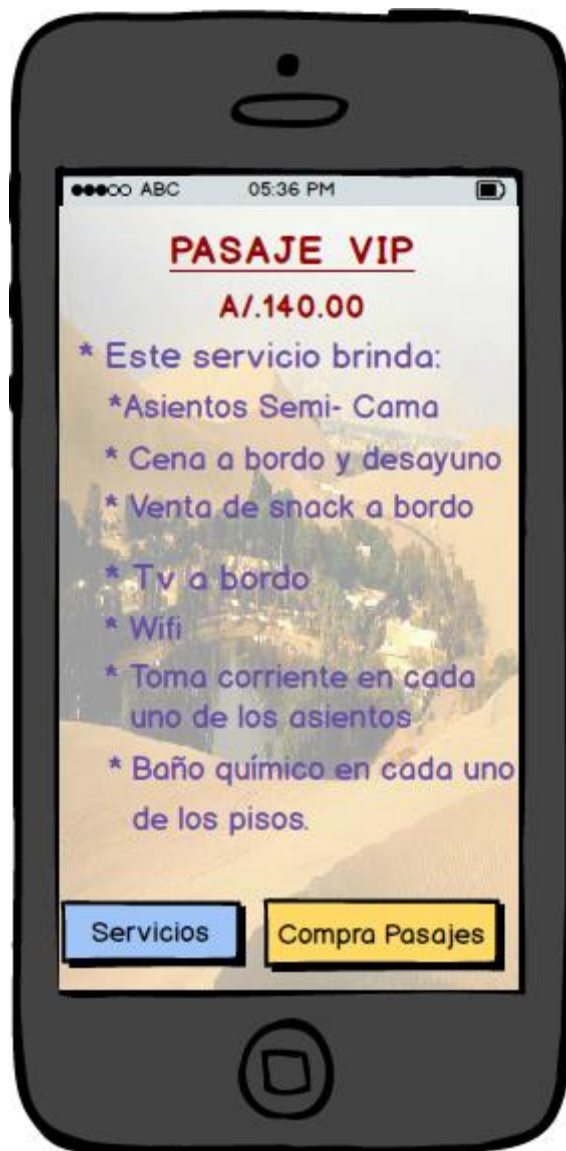 ABC 05:36 PM
PASAJE VIP
A/.140.00
* Este servicio brinda:
*Asientos Semi- Cama
* Cena a bordo y desayuno
* Venta de snack a bordo
* Tv a bordo
* Wifi
* Toma corriente en cada
uno de los asientos
* Baño químico en cada uno
de los pisos.
Servicios Compra Pasajes